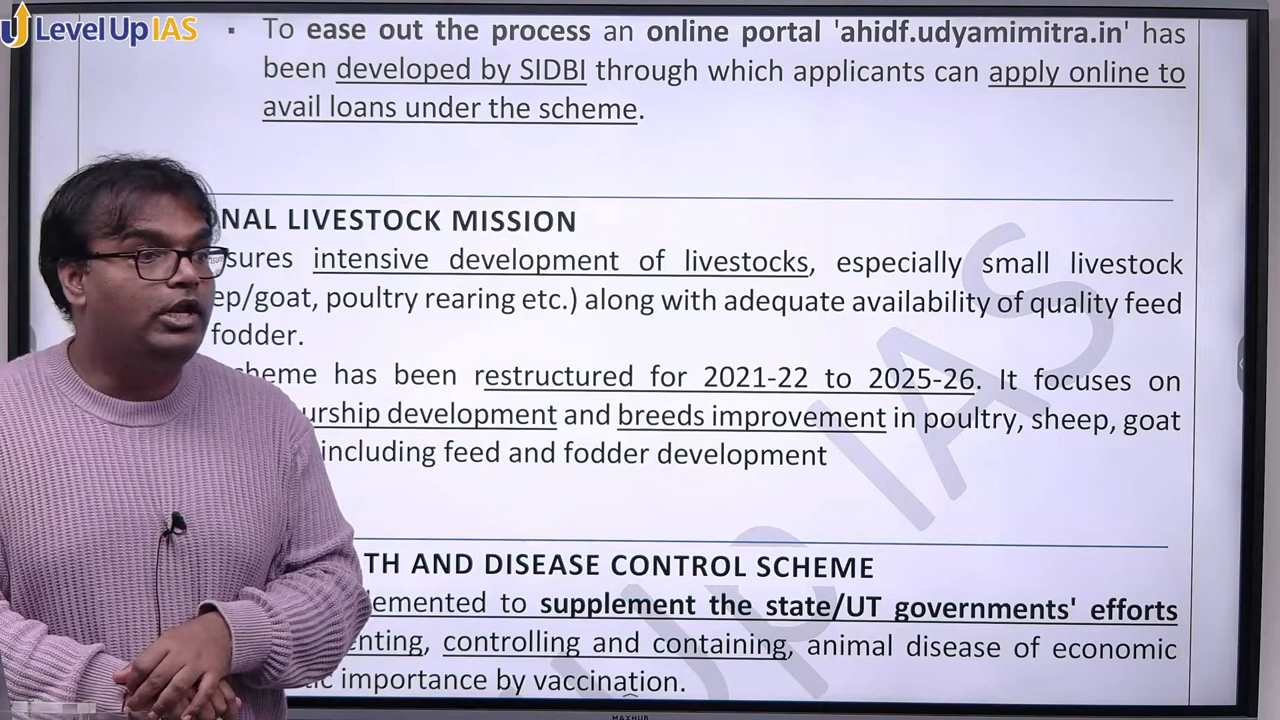 Level Up IAS
▪ To ease out the process an online portal 'ahidf.udyamimitra.in' has
been developed by SIDBI through which applicants can apply online to
avail loans under the scheme.
NAL LIVESTOCK MISSION
sures intensive development of livestocks, especially small livestock
ep/goat, poultry rearing etc.) along with adequate availability of quality feed
fodder.
cheme has been restructured for 2021-22 to 2025-26. It focuses on
urship development and breeds improvement in poultry, sheep, goat
including feed and fodder development
TH AND DISEASE CONTROL SCHEME
lemented to supplement the state/UT governments' efforts
enting, controlling and containing, animal disease of economic
ic importance by vaccination.
Up IAS
MAXHUB